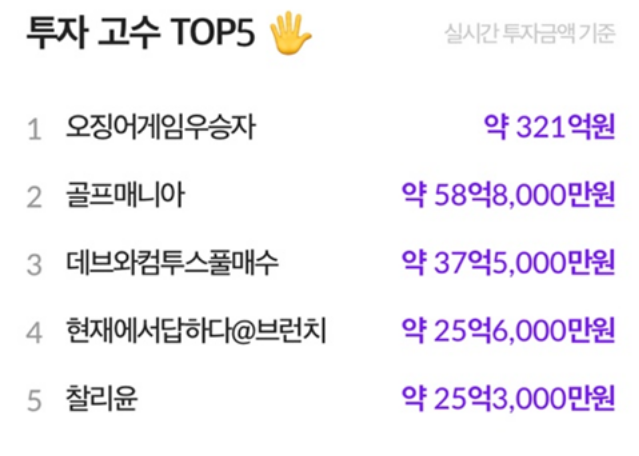 투자 고수 TOP5 🖐
실시간 투자금액 기준
1 오징어게임우승자 약 321억원
2 골프매니아 약 58억8,000만원
3 데브와컴투스풀매수 약 37억5,000만원
4 현재에서답하다@브런치 약 25억6,000만원
5 찰리윤 약 25억3,000만원